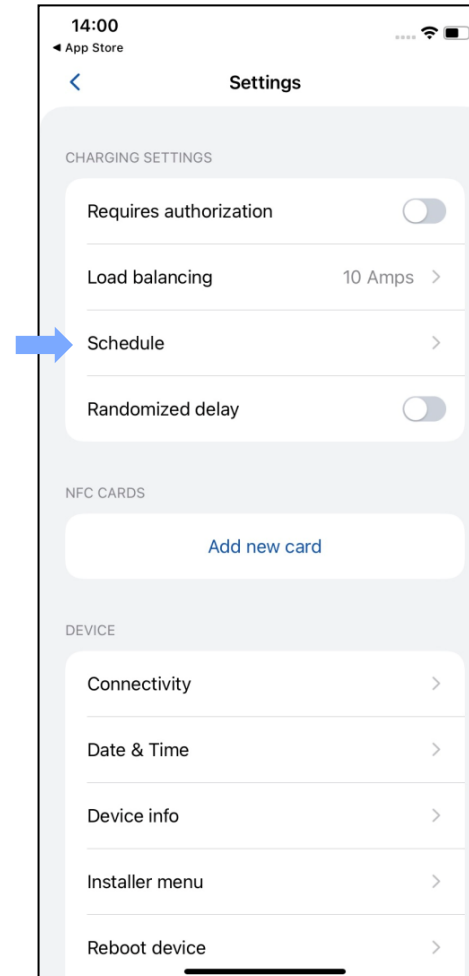 14:00
◀ App Store
Settings
CHARGING SETTINGS
Requires authorization
Load balancing 10 Amps
Schedule
Randomized delay
NFC CARDS
Add new card
DEVICE
Connectivity
Date & Time
Device info
Installer menu
Reboot device